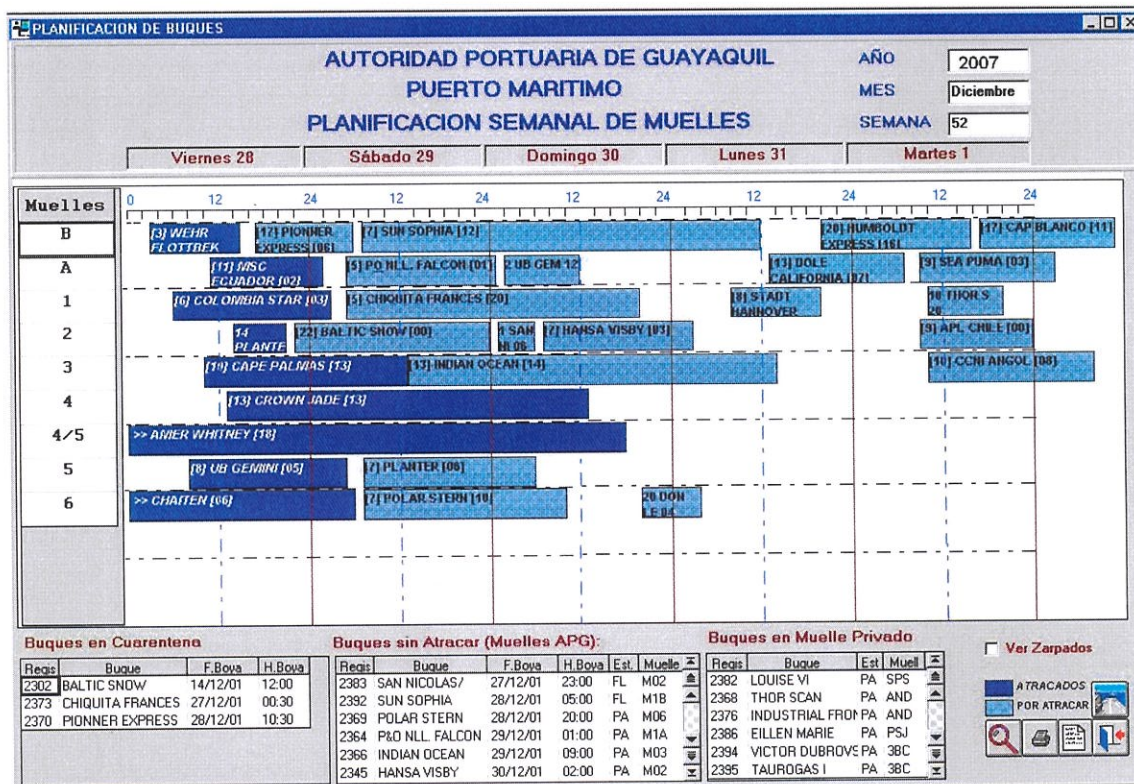 PLANIFICACION DE BUQUES
AUTORIDAD PORTUARIA DE GUAYAQUIL
PUERTO MARITIMO
PLANIFICACION SEMANAL DE MUELLES
AÑO 2007
MES Diciembre
SEMANA 52
Viernes 28 Sábado 29 Domingo 30 Lunes 31 Martes 1
Muelles 0 12 24 12 24 12 24 12 24 12 24
B [3] WEHR FLOTTBEK [17] PIONNER EXPRESS [06] [7] SUN SOPHIA [12] [20] HUMBOLDT EXPRESS [16] [17] CAP BLANCO [11]
A [11] MSC ECUADOR [02] [5] PO NLL. FALCON [01] 2 UB GEM 12 [13] DOLE CALIFORNIA [07] [9] SEA PUMA [03]
1 [6] COLOMBIA STAR [03] [5] CHIQUITA FRANCES [20] [8] STADT HANNOVER 10 THOR S 20
2 14 PLANTE [22] BALTIC SNOW [00] 1 SAN NI 06 [7] HANSA VISBY [03] [9] APL CHILE [00]
3 [10] CAPE PALMAS [13] [13] INDIAN OCEAN [14] [10] CCNI ANGOL [08]
4 [13] CROWN JADE [13]
4/5 >> AMER WHITNEY [18]
5 [8] UB GEMINI [05] [7] PLANTER [06]
6 >> CHAITEN [06] [7] POLAR STERN [10] 20 DON LE 04
Buques en Cuarentena
Regis Buque F.Boya H.Boya
2302 BALTIC SNOW 14/12/01 12:00
2373 CHIQUITA FRANCES 27/12/01 00:30
2370 PIONNER EXPRESS 28/12/01 10:30
Buques sin Atracar (Muelles APG):
Regis Buque F.Boya H.Boya Est. Muelle
2383 SAN NICOLAS/ 27/12/01 23:00 FL M02
2392 SUN SOPHIA 28/12/01 05:00 FL M1B
2369 POLAR STERN 28/12/01 20:00 PA M06
2364 P&O NLL. FALCON 29/12/01 01:00 PA M1A
2366 INDIAN OCEAN 29/12/01 09:00 PA M03
2345 HANSA VISBY 30/12/01 02:00 PA M02
Buques en Muelle Privado
Regis Buque Est Muell
2382 LOUISE VI PA SPS
2368 THOR SCAN PA AND
2376 INDUSTRIAL FRON PA AND
2386 EILLEN MARIE PA PSJ
2394 VICTOR DUBROVS PA 3BC
2395 TAUROGAS I PA 3BC
Ver Zarpados
ATRACADOS
POR ATRACAR